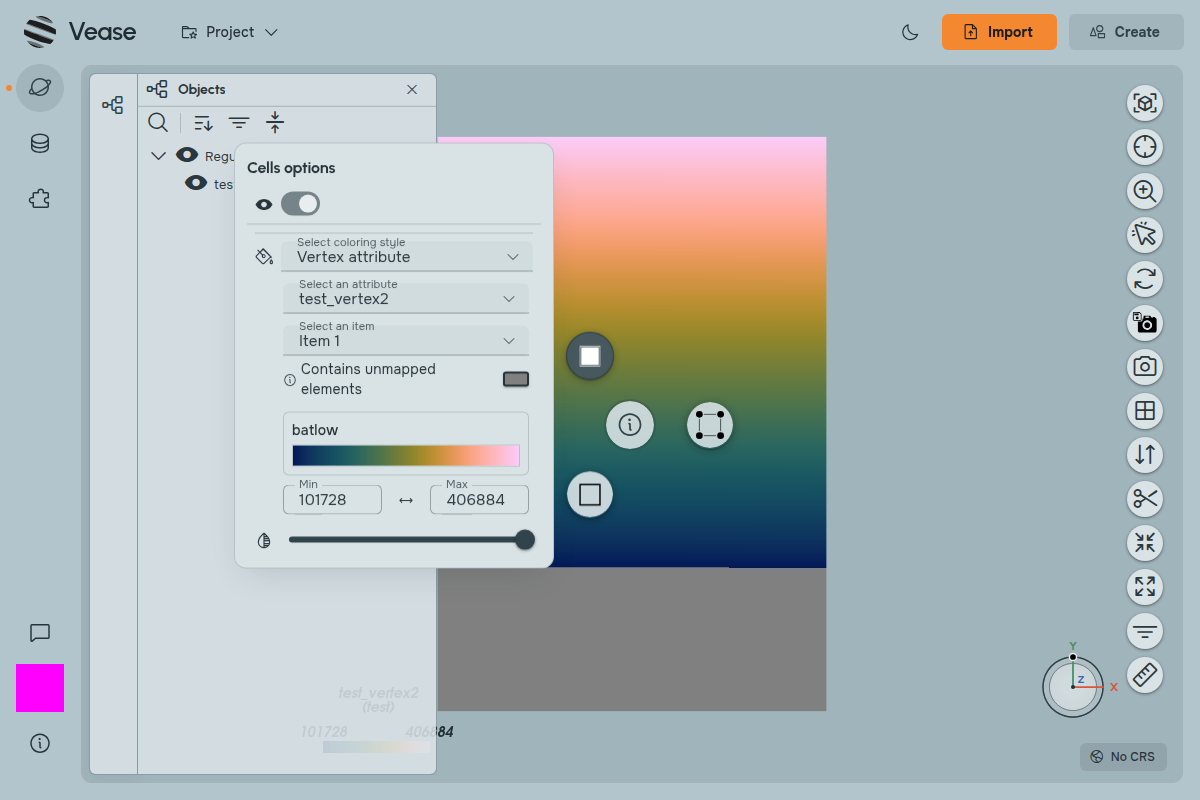 Vease
Project
Import
Create
Objects
Regu
tes
Cells options
Select coloring style
Vertex attribute
Select an attribute
test_vertex2
Select an item
Item 1
Contains unmapped
elements
batlow
Min
Max
101728
406884
test_vertex2
(test)
101728
406884
Y
Z
X
No CRS